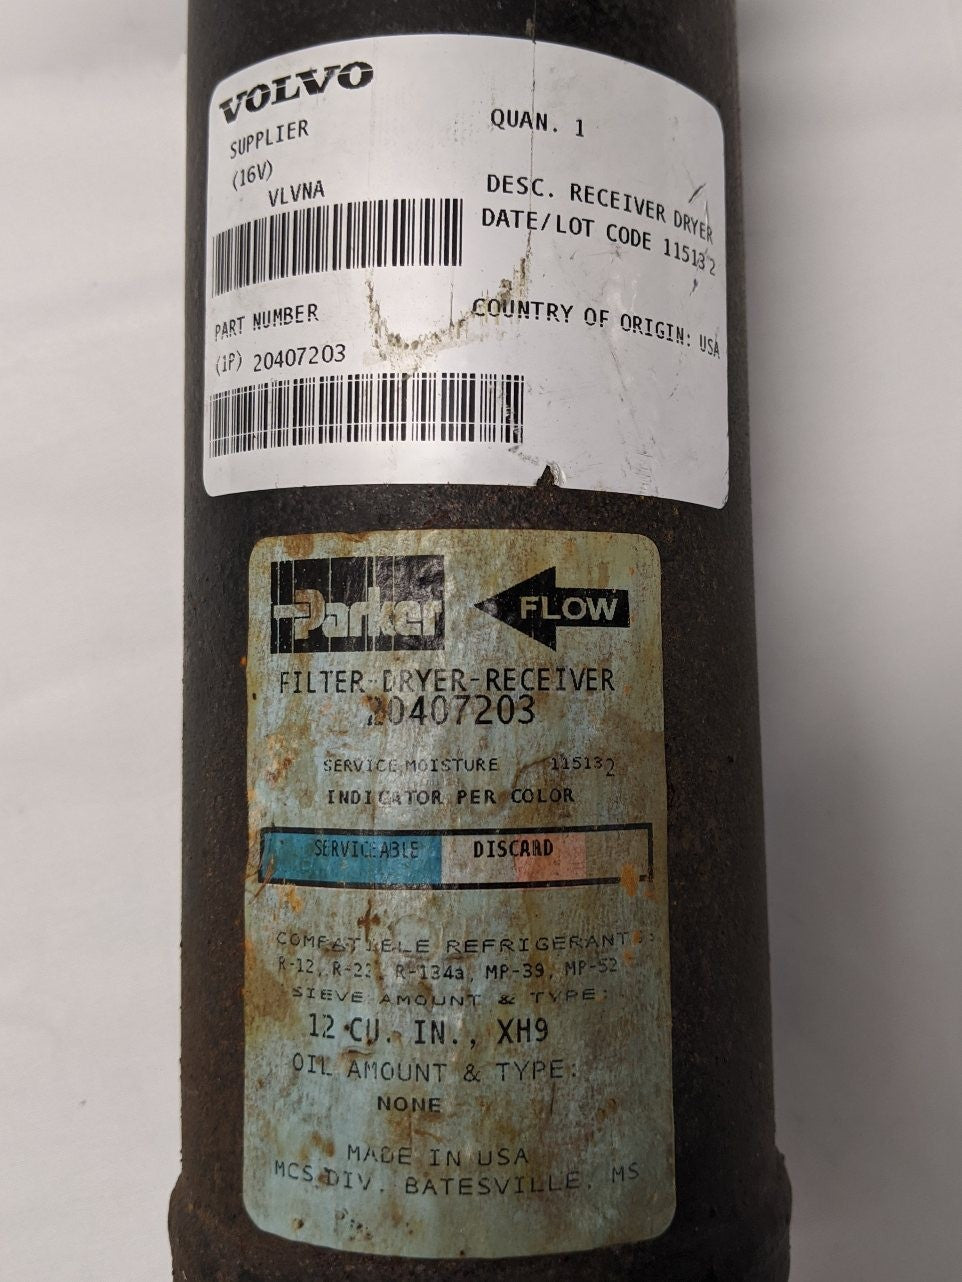 VOLVO
SUPPLIER
(16V)
VLVNA
QUAN. 1
DESC. RECEIVER DRYER
DATE/LOT CODE 115132
PART NUMBER
(1P) 20407203
COUNTRY OF ORIGIN: USA
Parker
FLOW
FILTER-DRYER-RECEIVER
20407203
SERVICE MOISTURE 115132
INDICATOR PER COLOR
SERVICEABLE DISCARD
COMPATIBLE REFRIGERANTS:
R-12, R-22, R-134a, MP-39, MP-52
SIEVE AMOUNT & TYPE:
12 CU. IN., XH9
OIL AMOUNT & TYPE:
NONE
MADE IN USA
MCS DIV. BATESVILLE, MS